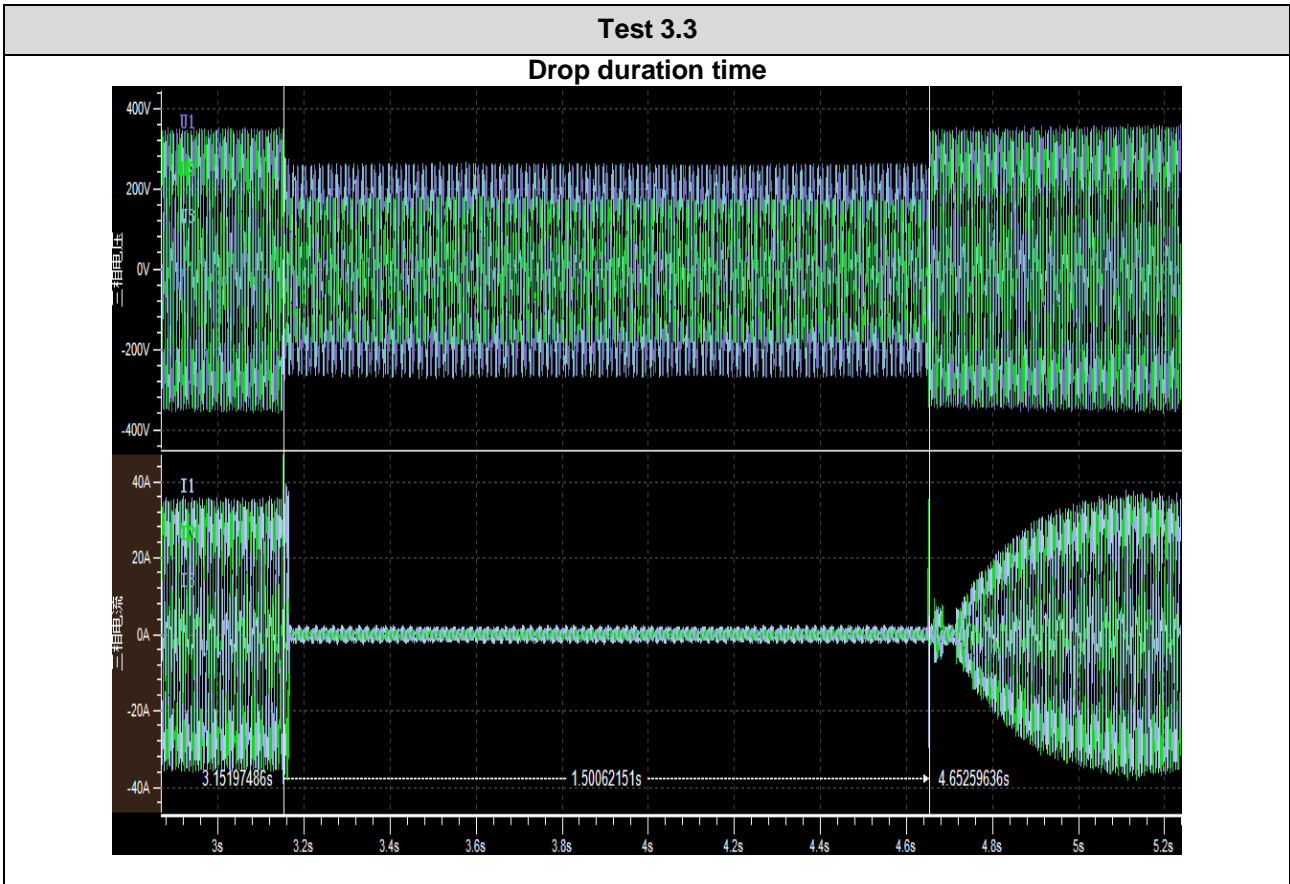 Test 3.3
Drop duration time
400V
U1
200V
U3
0V
-200V
-400V
三相电压
40A
I1
20A
I3
0A
-20A
-40A
三相电流
3.15197486s
1.50062151s
4.65259636s
3s 3.2s 3.4s 3.6s 3.8s 4s 4.2s 4.4s 4.6s 4.8s 5s 5.2s